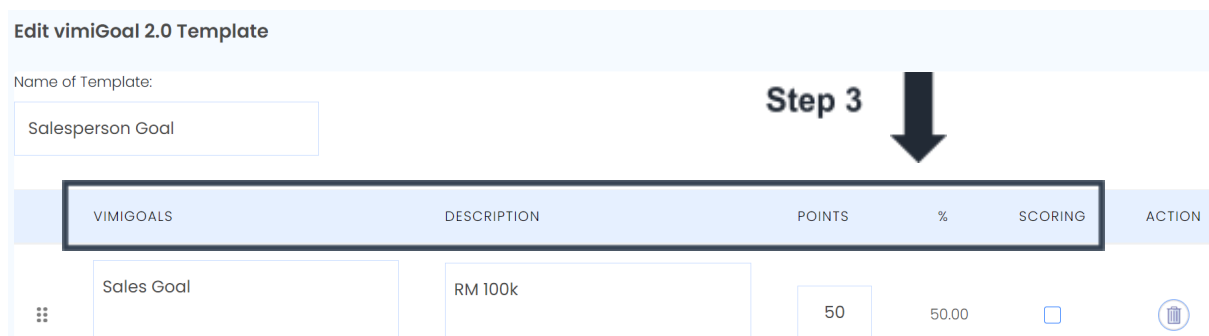 Edit vimiGoal 2.0 Template
Name of Template:
Step 3
Salesperson Goal
VIMIGOALS DESCRIPTION POINTS % SCORING ACTION
Sales Goal RM 100k 50 50.00